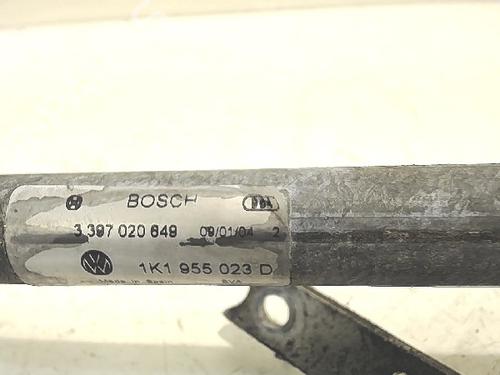 BOSCH
3 397 020 649 09/01/04 2
1K1 955 023 D
Made in Spain